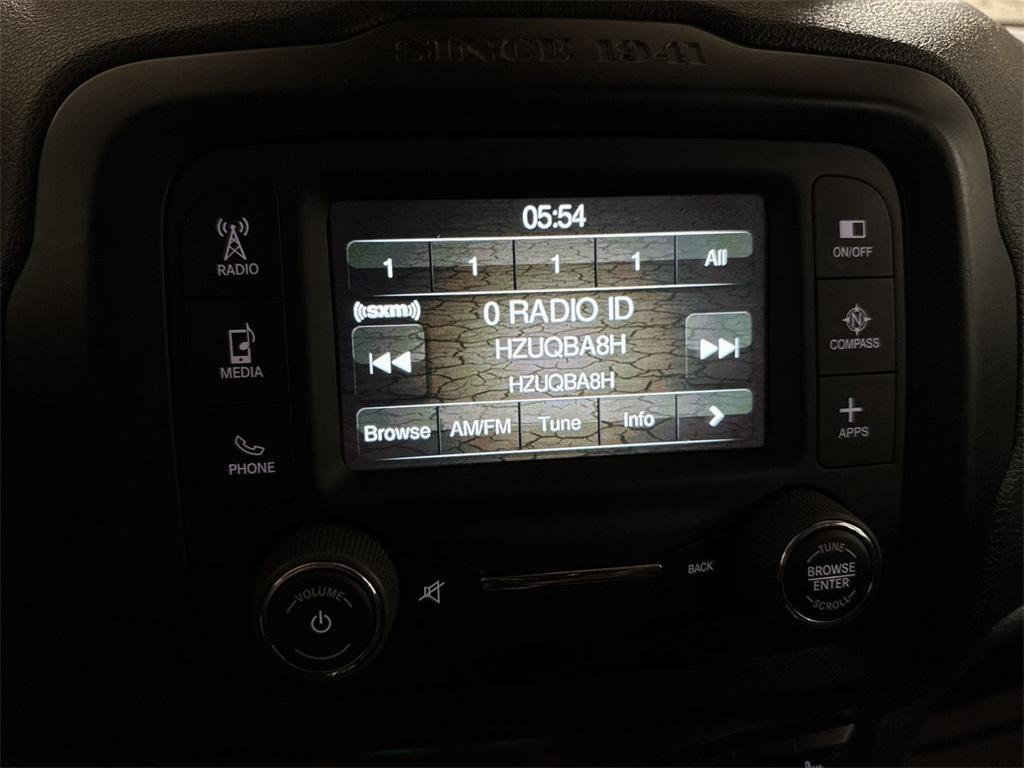 SINCE 1941
05:54
1 1 1 1 All
((sxm))
0 RADIO ID
HZUQBA8H
HZUQBA8H
Browse AM/FM Tune Info >
RADIO
MEDIA
PHONE
ON/OFF
N
COMPASS
APPS
VOLUME
BACK
TUNE
BROWSE
ENTER
SCROLL